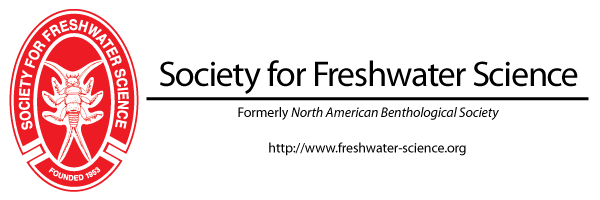 SOCIETY FOR FRESHWATER SCIENCE
FOUNDED 1953
Society for Freshwater Science
Formerly North American Benthological Society
http://www.freshwater-science.org